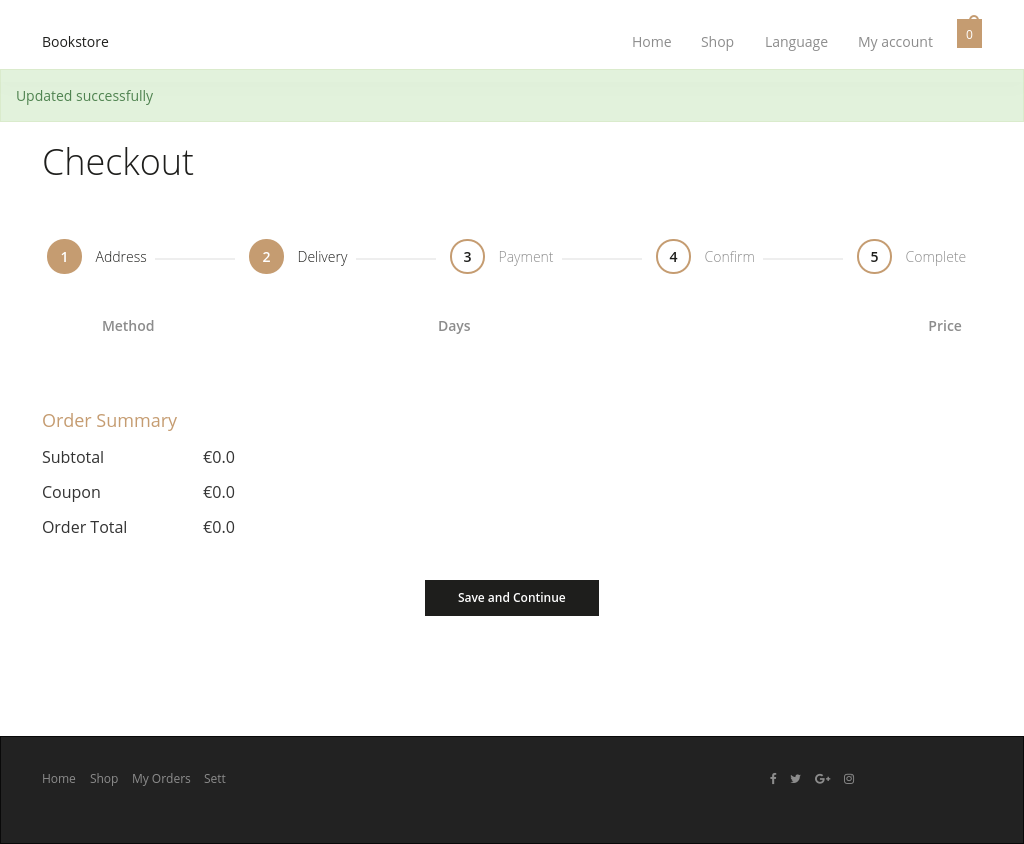 Bookstore
Home Shop Language My account 0
Updated successfully
Checkout
1 Address 2 Delivery 3 Payment 4 Confirm 5 Complete
Method Days Price
Order Summary
Subtotal €0.0
Coupon €0.0
Order Total €0.0
Save and Continue
Home Shop My Orders Sett